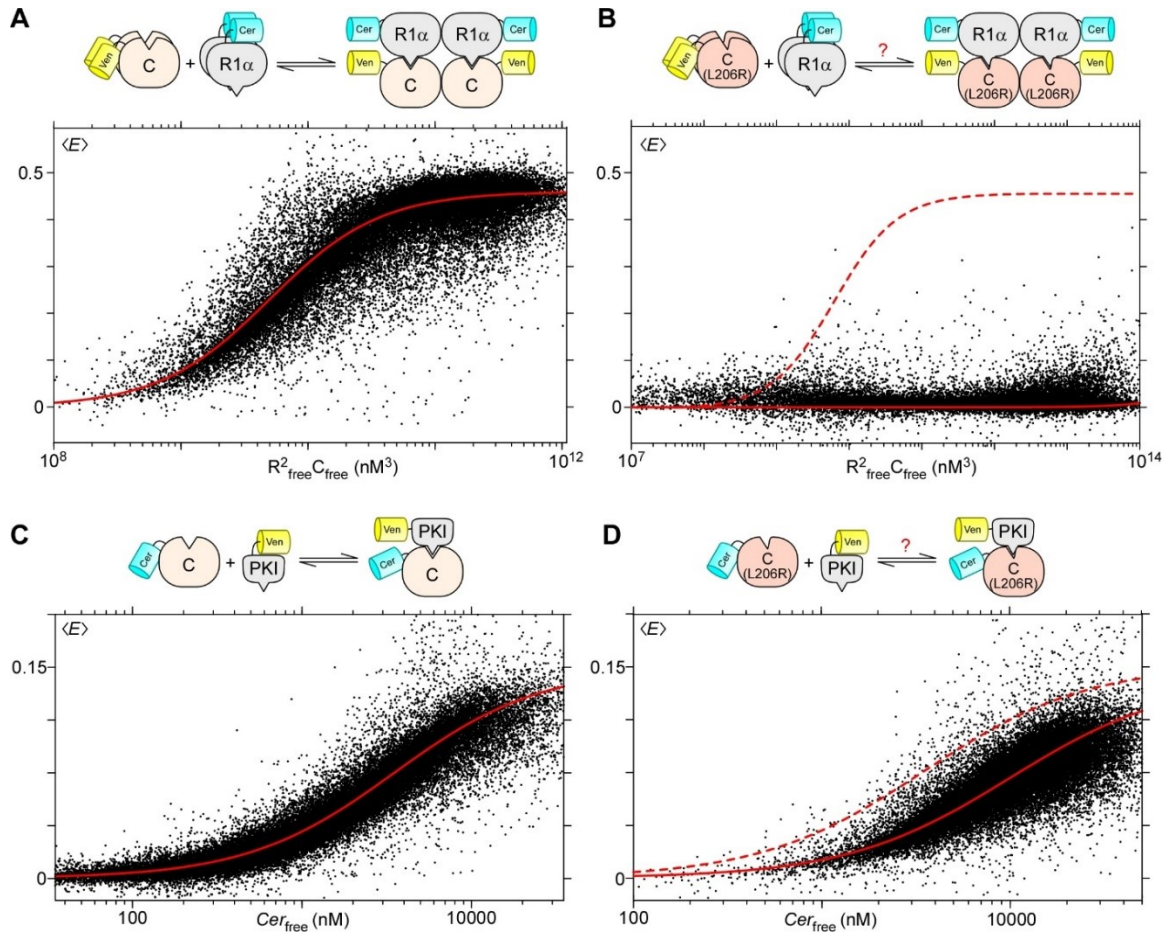 A
Ven
C
+
Cer
R1α
Cer
R1α
R1α
Cer
Ven
C
C
Ven
⟨E⟩
0.5
0
10⁸
R²freeCfree (nM³)
10¹²
B
Ven
C
(L206R)
+
Cer
R1α
?
Cer
R1α
R1α
Cer
Ven
C
(L206R)
C
(L206R)
Ven
⟨E⟩
0.5
0
10⁷
R²freeCfree (nM³)
10¹⁴
C
Cer
C
+
Ven
PKI
Ven
PKI
Cer
C
⟨E⟩
0.15
0
100
Cerfree (nM)
10000
D
Cer
C
(L206R)
+
Ven
PKI
?
Ven
PKI
Cer
C
(L206R)
⟨E⟩
0.15
0
100
Cerfree (nM)
10000